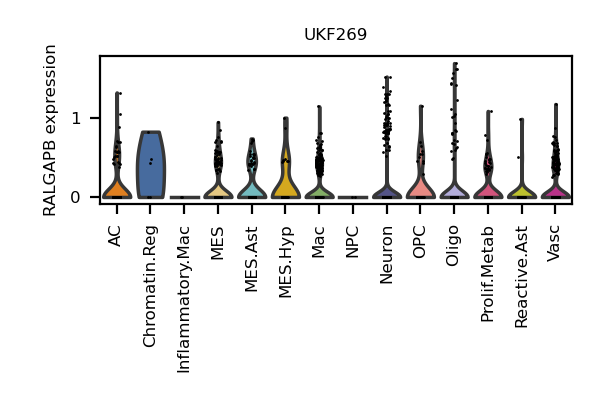 UKF269
RALGAPB expression
1
0
AC
Chromatin.Reg
Inflammatory.Mac
MES
MES.Ast
MES.Hyp
Mac
NPC
Neuron
OPC
Oligo
Prolif.Metab
Reactive.Ast
Vasc